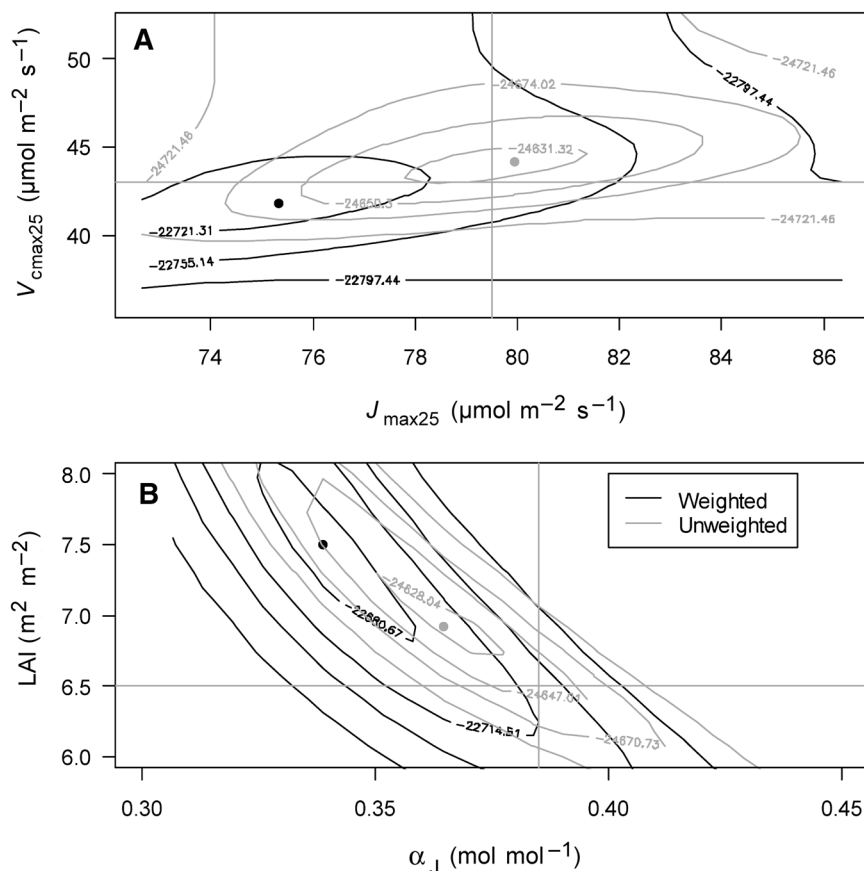 A
−24674.02
−24721.46
−22797.44
−24721.46
−24631.32
−24650.3
−22721.31
−24721.46
−22755.14
−22797.44
50
45
40
Vcmax25 (µmol m−2 s−1)
74 76 78 80 82 84 86
Jmax25 (µmol m−2 s−1)
B
Weighted
Unweighted
−24628.04
−22680.67
−24647.01
−22714.51
−24670.73
8.0
7.5
7.0
6.5
6.0
LAI (m2 m−2)
0.30 0.35 0.40 0.45
αJ (mol mol−1)